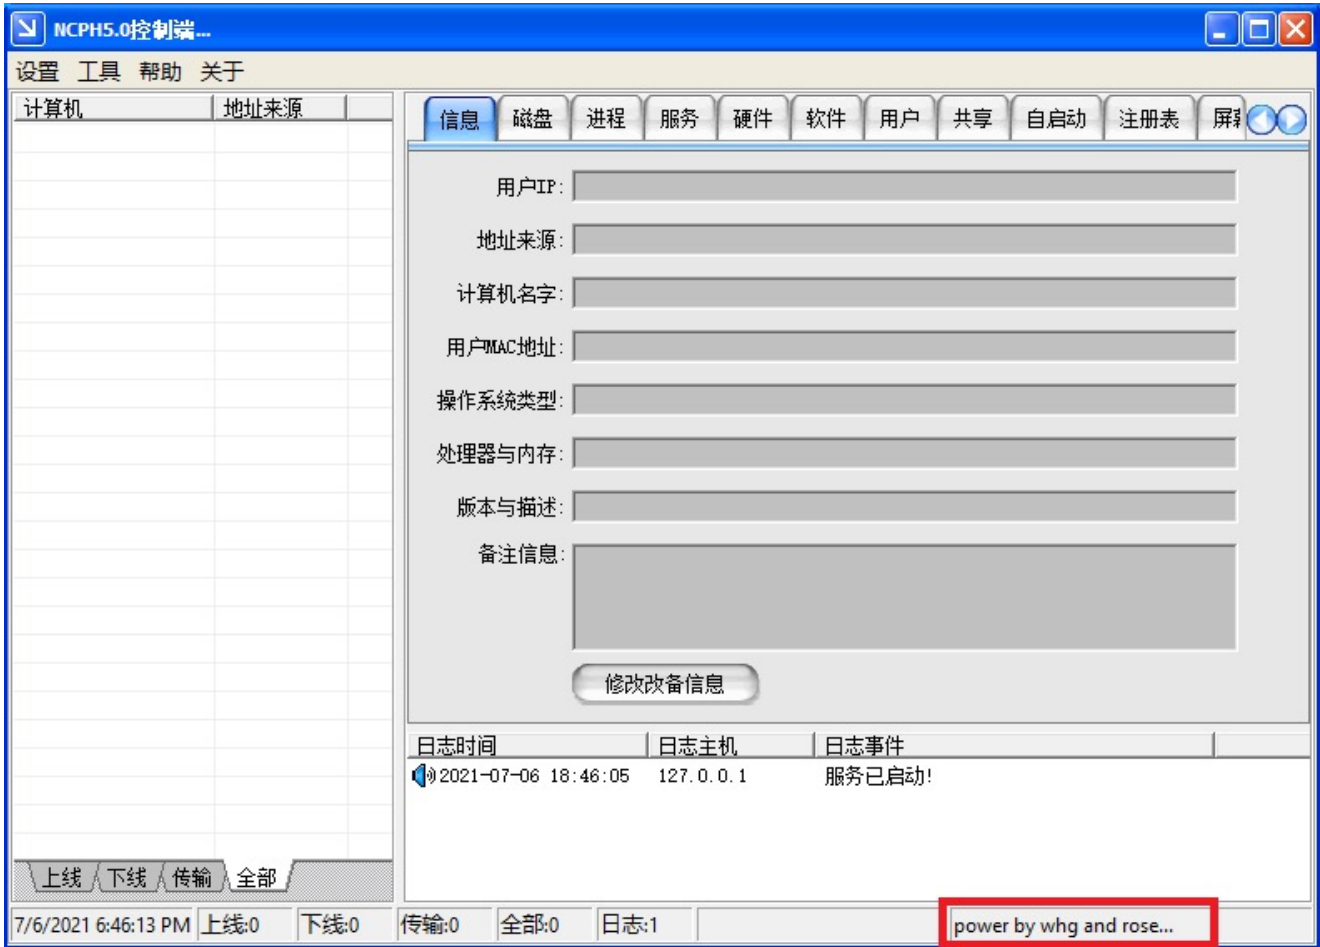 NCPH5.0控制端...
设置 工具 帮助 关于
计算机 地址来源
信息 磁盘 进程 服务 硬件 软件 用户 共享 自启动 注册表 屏
用户IP:
地址来源:
计算机名字:
用户MAC地址:
操作系统类型:
处理器与内存:
版本与描述:
备注信息:
修改改备信息
日志时间 日志主机 日志事件
2021-07-06 18:46:05 127.0.0.1 服务已启动!
上线 下线 传输 全部
7/6/2021 6:46:13 PM 上线:0 下线:0 传输:0 全部:0 日志:1 power by whg and rose...